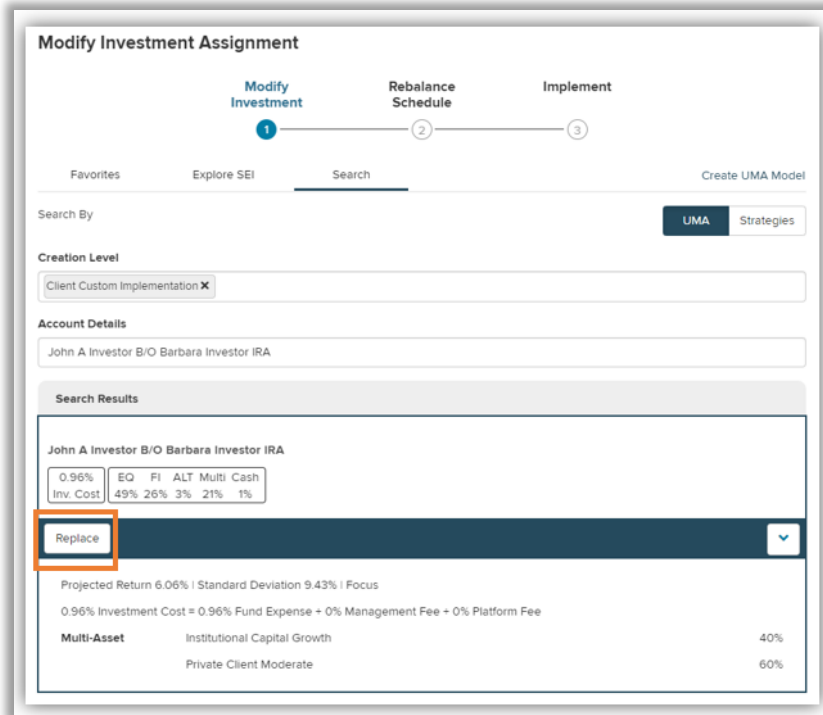 Modify Investment Assignment
Modify Investment
Rebalance Schedule
Implement
1
2
3
Favorites
Explore SEI
Search
Create UMA Model
Search By
UMA
Strategies
Creation Level
Client Custom Implementation ✕
Account Details
John A Investor B/O Barbara Investor IRA
Search Results
John A Investor B/O Barbara Investor IRA
0.96% EQ FI ALT Multi Cash
Inv. Cost 49% 26% 3% 21% 1%
Replace
Projected Return 6.06% | Standard Deviation 9.43% | Focus
0.96% Investment Cost = 0.96% Fund Expense + 0% Management Fee + 0% Platform Fee
Multi-Asset Institutional Capital Growth 40%
Private Client Moderate 60%